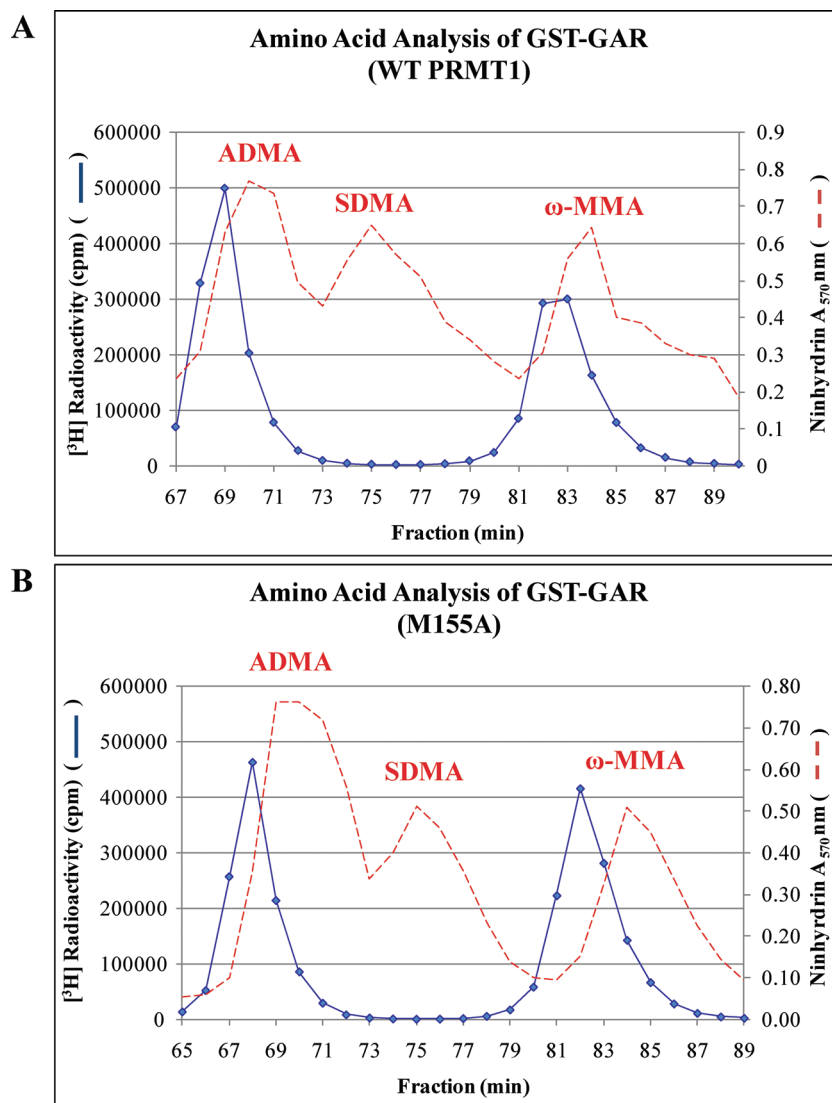 A
Amino Acid Analysis of GST-GAR
(WT PRMT1)
[³H] Radioactivity (cpm) ( )
600000
500000
400000
300000
200000
100000
0
ADMA
SDMA
ω-MMA
0.9
0.8
0.7
0.6
0.5
0.4
0.3
0.2
0.1
0
Ninhyrdrin A₅₇₀ nm ( )
67 69 71 73 75 77 79 81 83 85 87 89
Fraction (min)
B
Amino Acid Analysis of GST-GAR
(M155A)
[³H] Radioactivity (cpm) ( )
600000
500000
400000
300000
200000
100000
0
ADMA
SDMA
ω-MMA
0.80
0.70
0.60
0.50
0.40
0.30
0.20
0.10
0.00
Ninhyrdrin A₅₇₀ nm ( )
65 67 69 71 73 75 77 79 81 83 85 87 89
Fraction (min)